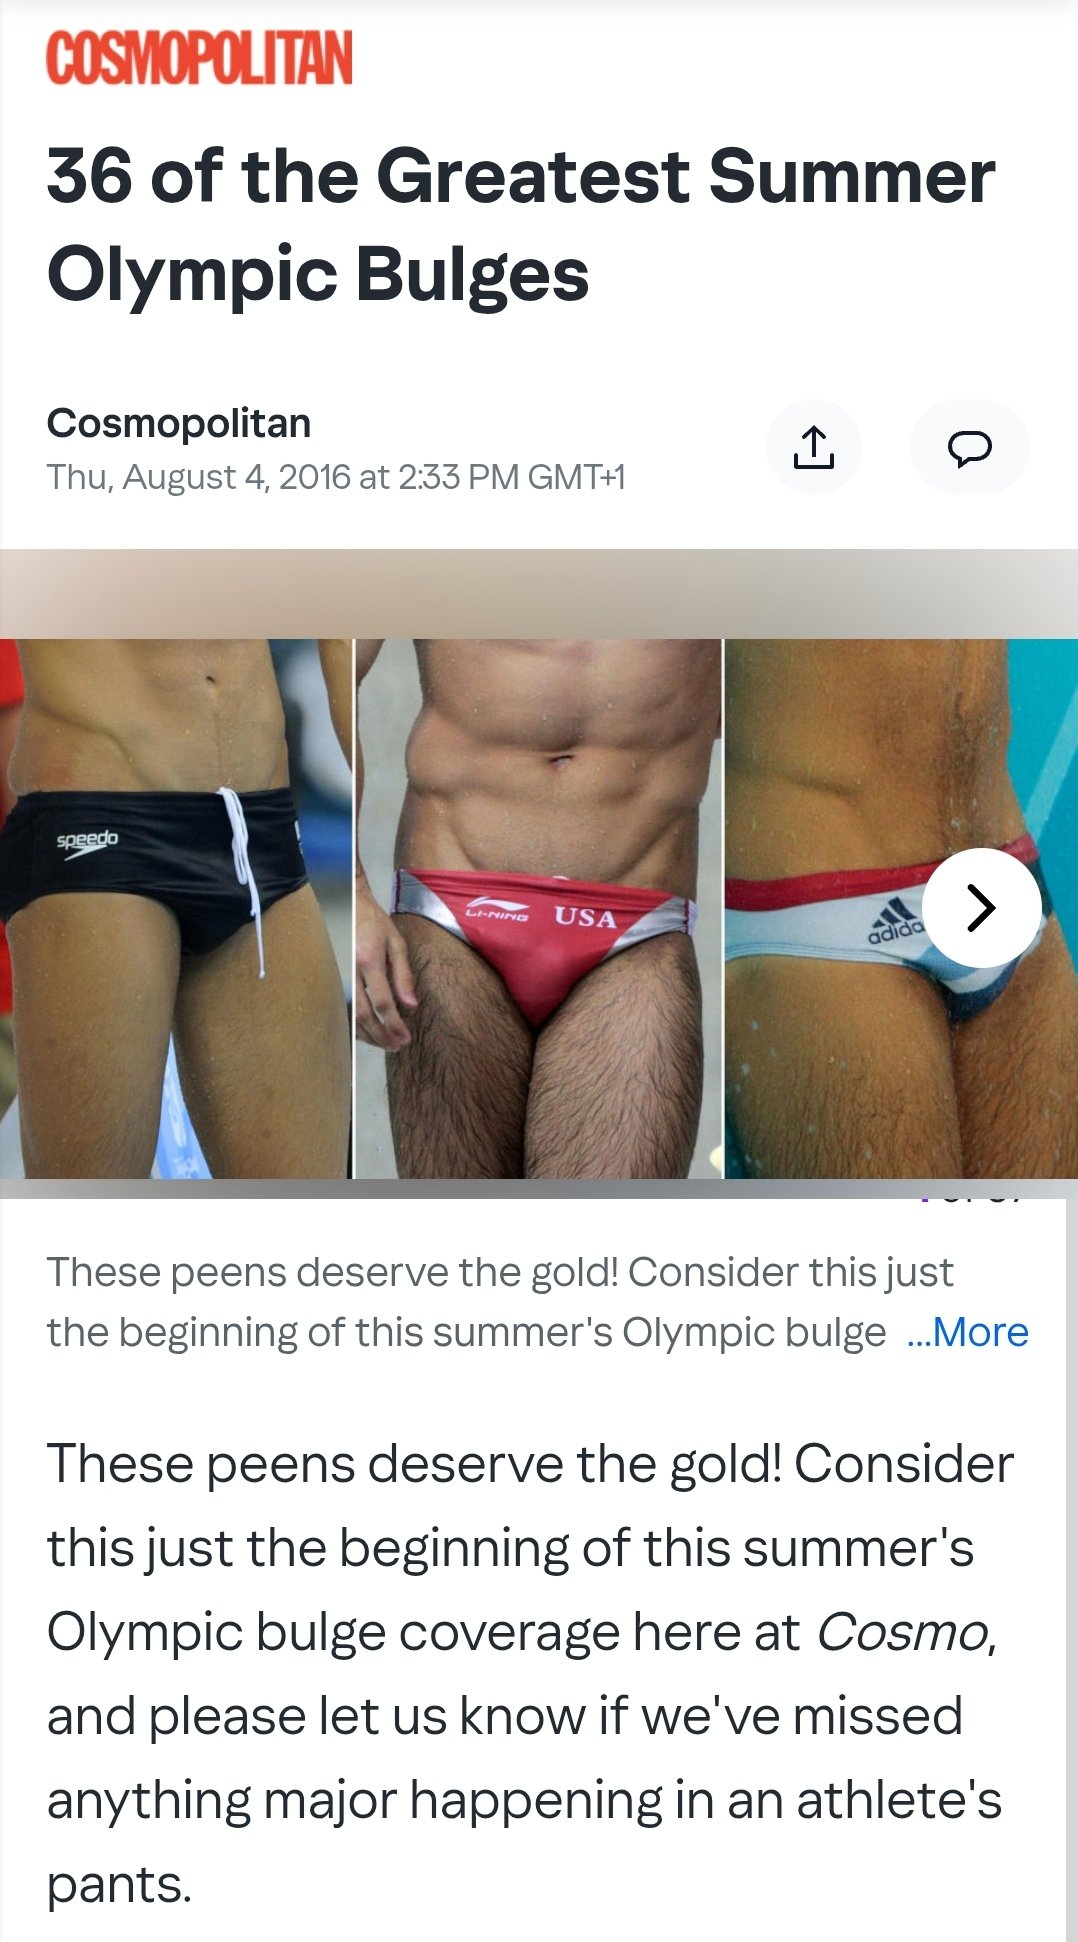 COSMOPOLITAN
36 of the Greatest Summer
Olympic Bulges
Cosmopolitan
Thu, August 4, 2016 at 2:33 PM GMT+1
speedo
LI-NING USA
adidas
These peens deserve the gold! Consider this just
the beginning of this summer's Olympic bulge ...More
These peens deserve the gold! Consider
this just the beginning of this summer's
Olympic bulge coverage here at Cosmo,
and please let us know if we've missed
anything major happening in an athlete's
pants.